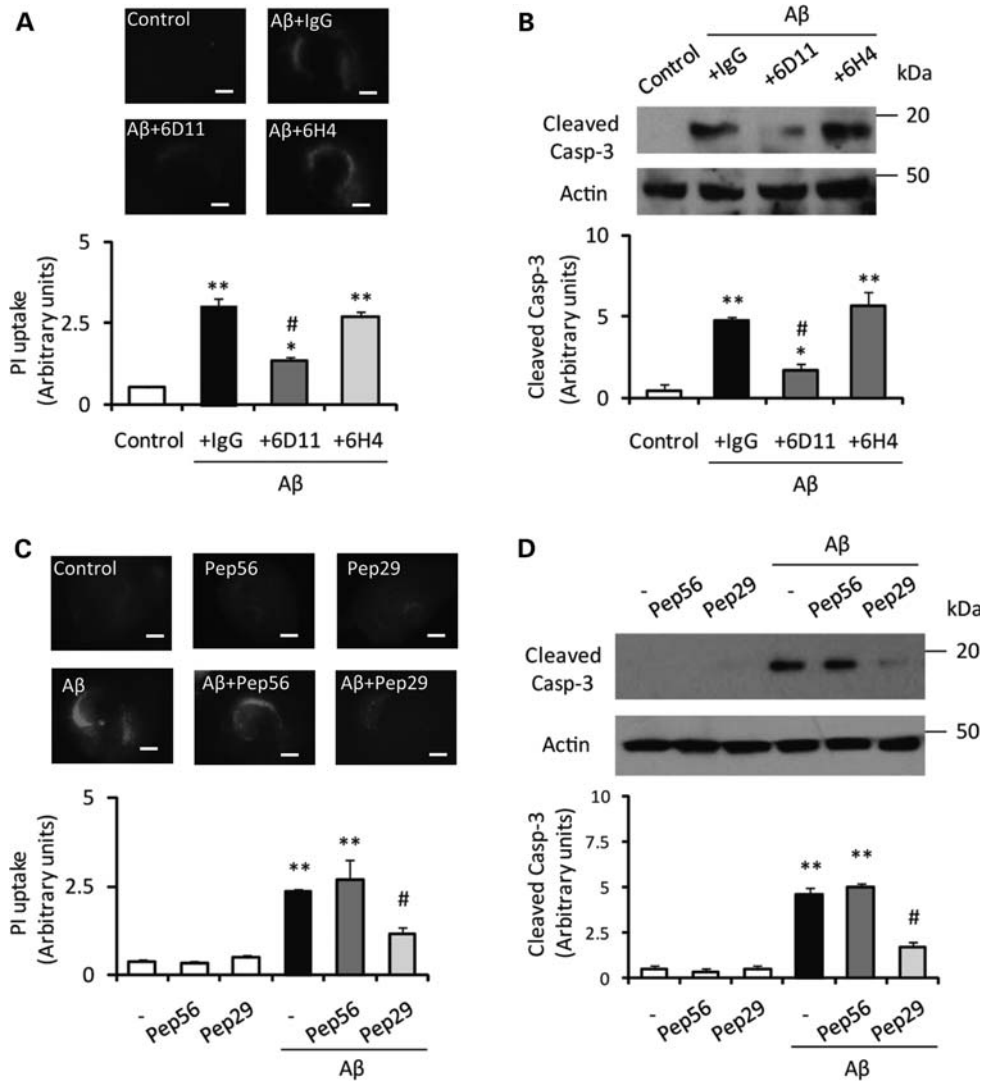 A
Control
Aβ+IgG
Aβ+6D11
Aβ+6H4
PI uptake
(Arbitrary units)
5
2.5
0
**
#
*
**
Control
+IgG
+6D11
+6H4
Aβ
B
Aβ
Control
+IgG
+6D11
+6H4
kDa
Cleaved
Casp-3
20
Actin
50
Cleaved Casp-3
(Arbitrary units)
10
5
0
**
#
*
**
Control
+IgG
+6D11
+6H4
Aβ
C
Control
Pep56
Pep29
Aβ
Aβ+Pep56
Aβ+Pep29
PI uptake
(Arbitrary units)
5
2.5
0
**
**
#
-
Pep56
Pep29
-
Pep56
Pep29
Aβ
D
Aβ
-
Pep56
Pep29
-
Pep56
Pep29
kDa
Cleaved
Casp-3
20
Actin
50
Cleaved Casp-3
(Arbitrary units)
10
7.5
5
2.5
0
**
**
#
-
Pep56
Pep29
-
Pep56
Pep29
Aβ